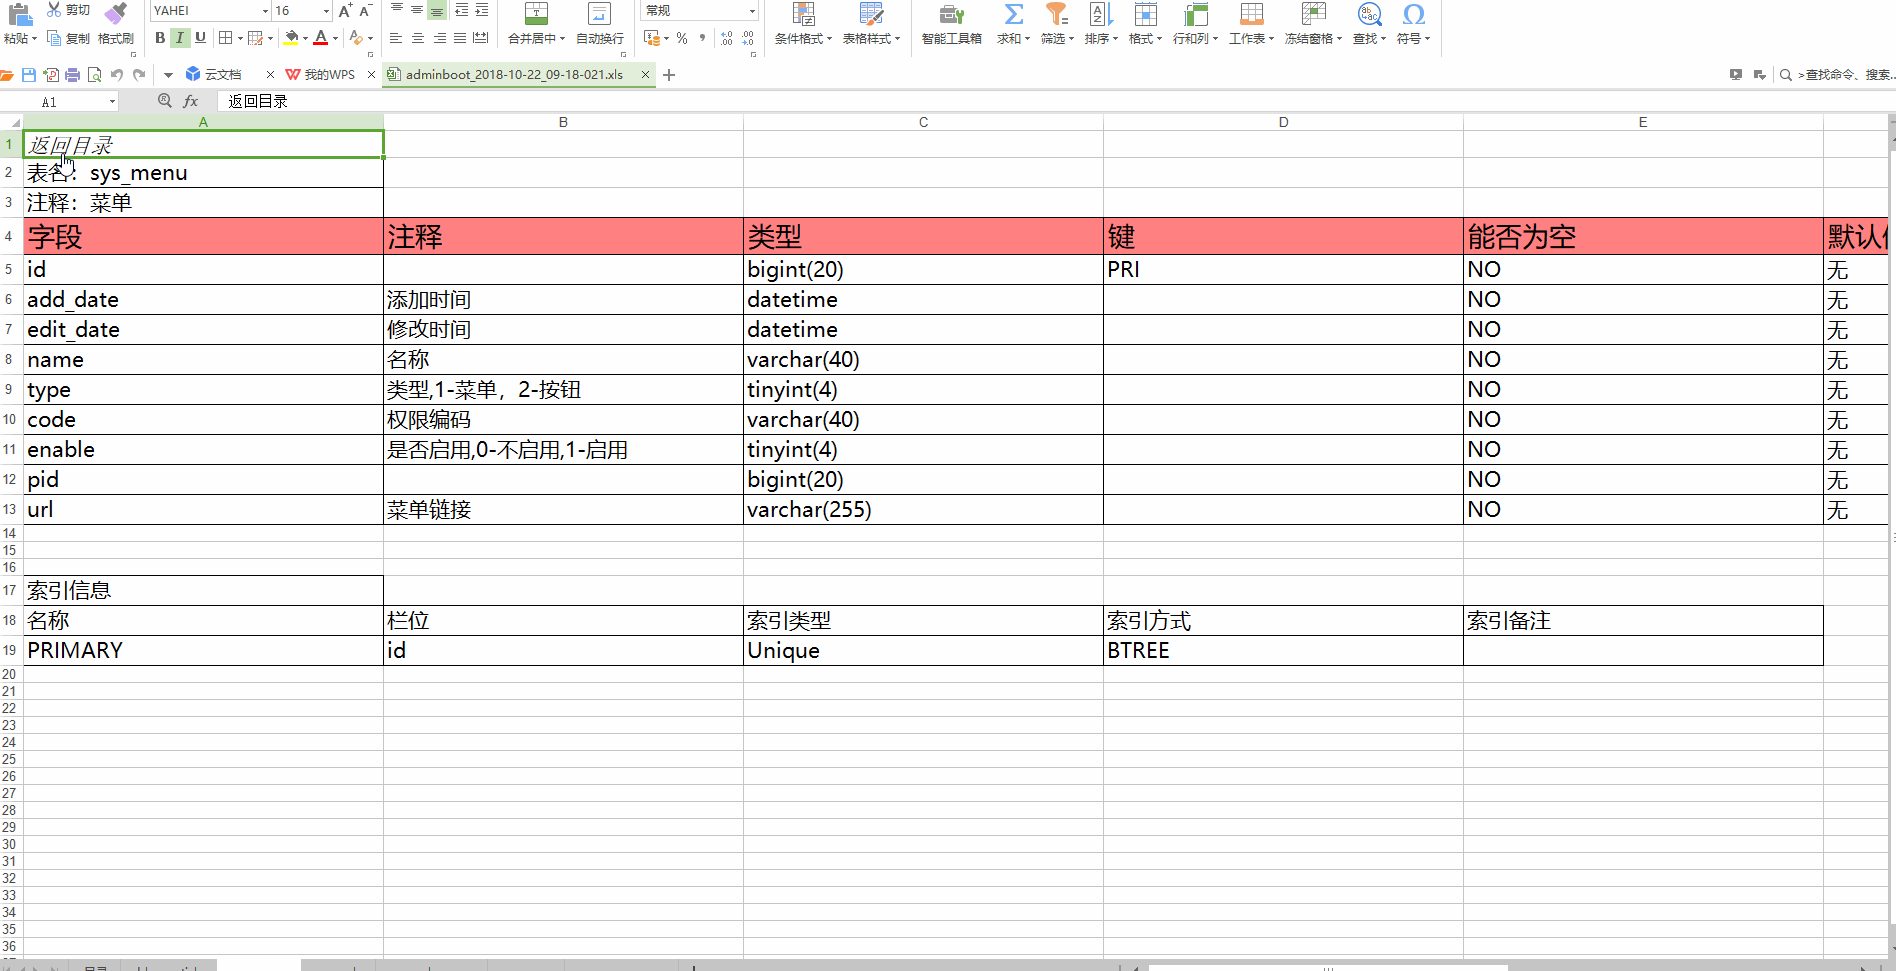 剪切 YAHEI 16 A+ A- 常规
粘贴 复制 格式刷 B I U A 合并居中 自动换行 % 条件格式 表格样式 智能工具箱 求和 筛选 排序 格式 行和列 工作表 冻结窗格 查找 符号
云文档 × 我的WPS × adminboot_2018-10-22_09-18-021.xls × + >查找命令、搜索...
A1 fx 返回目录
A B C D E
1 返回目录
2 表名：sys_menu
3 注释：菜单
4 字段 注释 类型 键 能否为空 默认
5 id bigint(20) PRI NO 无
6 add_date 添加时间 datetime NO 无
7 edit_date 修改时间 datetime NO 无
8 name 名称 varchar(40) NO 无
9 type 类型,1-菜单，2-按钮 tinyint(4) NO 无
10 code 权限编码 varchar(40) NO 无
11 enable 是否启用,0-不启用,1-启用 tinyint(4) NO 无
12 pid bigint(20) NO 无
13 url 菜单链接 varchar(255) NO 无
14
15
16
17 索引信息
18 名称 栏位 索引类型 索引方式 索引备注
19 PRIMARY id Unique BTREE
20
21
22
23
24
25
26
27
28
29
30
31
32
33
34
35
36